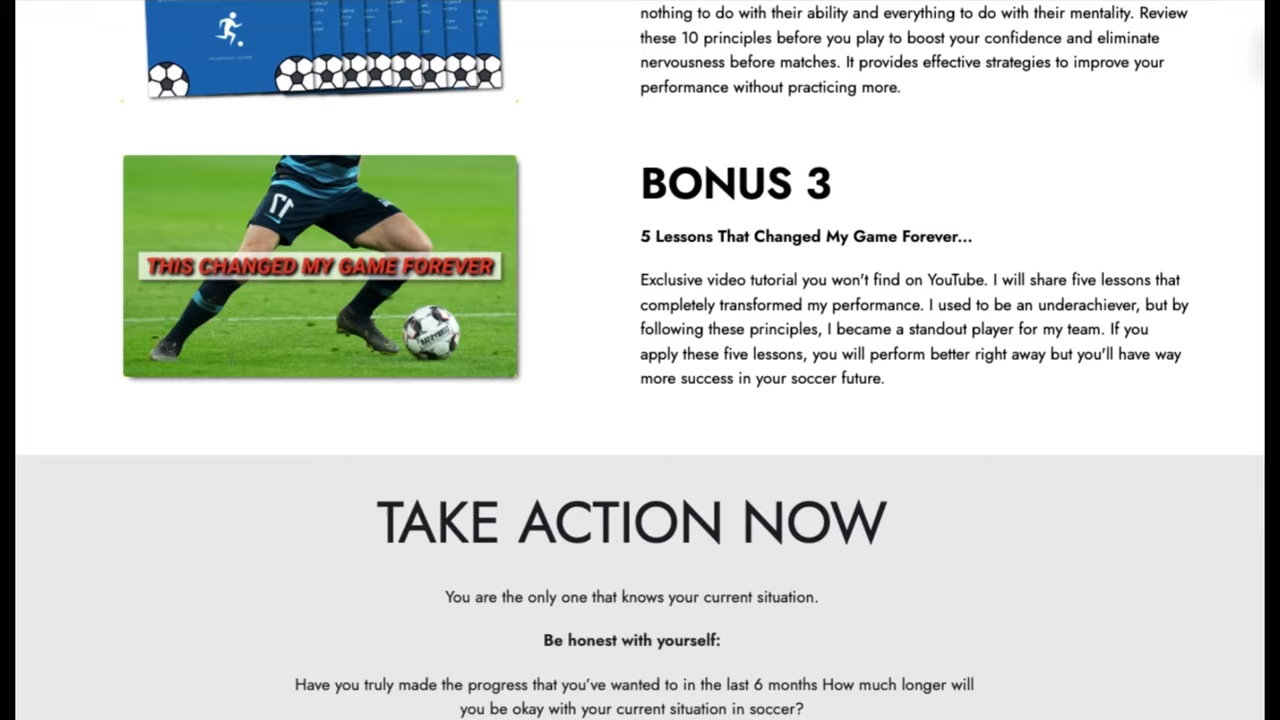 nothing to do with their ability and everything to do with their mentality. Review
these 10 principles before you play to boost your confidence and eliminate
nervousness before matches. It provides effective strategies to improve your
performance without practicing more.
THIS CHANGED MY GAME FOREVER
BONUS 3
5 Lessons That Changed My Game Forever...
Exclusive video tutorial you won't find on YouTube. I will share five lessons that
completely transformed my performance. I used to be an underachiever, but by
following these principles, I became a standout player for my team. If you
apply these five lessons, you will perform better right away but you'll have way
more success in your soccer future.
TAKE ACTION NOW
You are the only one that knows your current situation.
Be honest with yourself:
Have you truly made the progress that you've wanted to in the last 6 months How much longer will
you be okay with your current situation in soccer?